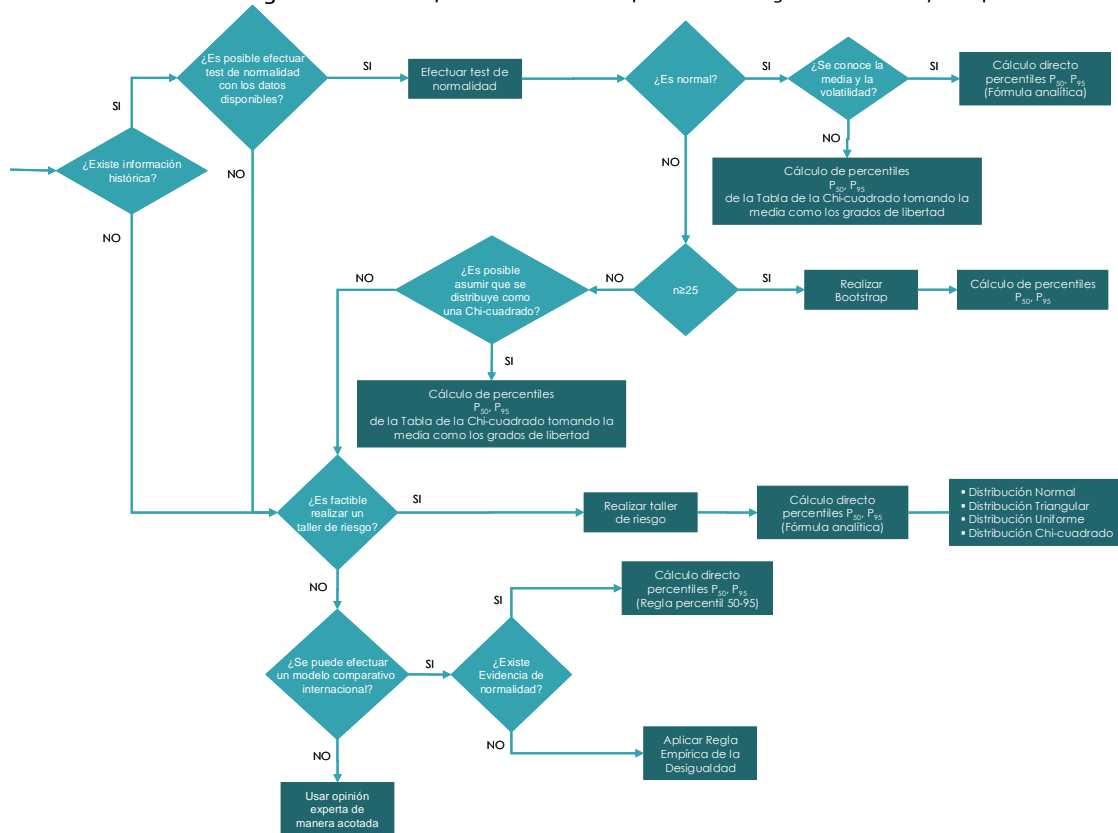 ¿Es posible efectuar
test de normalidad
con los datos
disponibles?
SI
Efectuar test de
normalidad
¿Es normal?
SI
¿Se conoce la
media y la
volatilidad?
SI
Cálculo directo
percentiles P50, P95
(Fórmula analítica)
SI
¿Existe información
histórica?
NO
NO
NO
Cálculo de percentiles
P50, P95
de la Tabla de la Chi-cuadrado tomando la
media como los grados de libertad
NO
NO
¿Es posible
asumir que se
distribuye como
una Chi-cuadrado?
NO
n≥25
SI
Realizar
Bootstrap
Cálculo de percentiles
P50, P95
SI
Cálculo de percentiles
P50, P95
de la Tabla de la Chi-cuadrado tomando la
media como los grados de libertad
¿Es factible
realizar un
taller de riesgo?
SI
Realizar taller
de riesgo
Cálculo directo
percentiles P50, P95
(Fórmula analítica)
▪ Distribución Normal
▪ Distribución Triangular
▪ Distribución Uniforme
▪ Distribución Chi-cuadrado
NO
SI
Cálculo directo
percentiles P50, P95
(Regla percentil 50-95)
¿Se puede efectuar
un modelo comparativo
internacional?
SI
¿Existe
Evidencia de
normalidad?
NO
NO
Aplicar Regla
Empírica de la
Desigualdad
Usar opinión
experta de
manera acotada